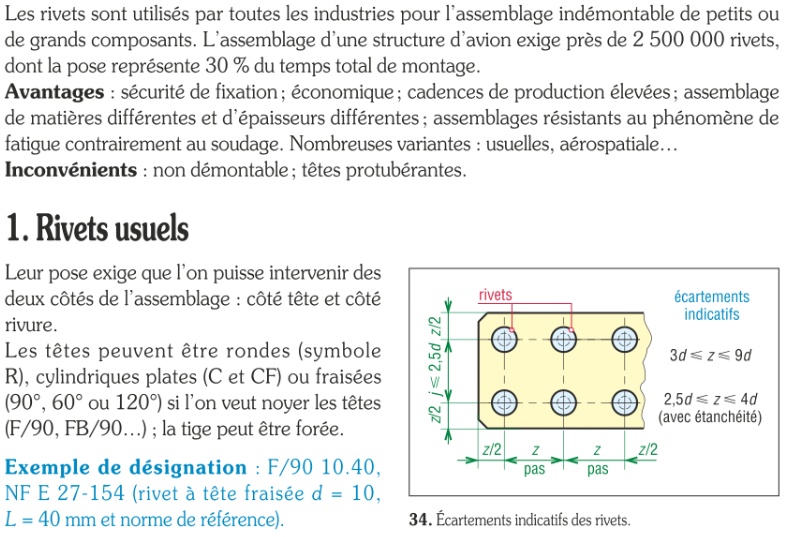 Les rivets sont utilisés par toutes les industries pour l'assemblage indémontable de petits ou
de grands composants. L'assemblage d'une structure d'avion exige près de 2 500 000 rivets,
dont la pose représente 30 % du temps total de montage.
Avantages : sécurité de fixation ; économique ; cadences de production élevées ; assemblage
de matières différentes et d'épaisseurs différentes ; assemblages résistants au phénomène de
fatigue contrairement au soudage. Nombreuses variantes : usuelles, aérospatiale…
Inconvénients : non démontable ; têtes protubérantes.
1. Rivets usuels
Leur pose exige que l'on puisse intervenir des
deux côtés de l'assemblage : côté tête et côté
rivure.
Les têtes peuvent être rondes (symbole
R), cylindriques plates (C et CF) ou fraisées
(90°, 60° ou 120°) si l'on veut noyer les têtes
(F/90, FB/90…) ; la tige peut être forée.
Exemple de désignation : F/90 10.40,
NF E 27-154 (rivet à tête fraisée d = 10,
L = 40 mm et norme de référence).
rivets
écartements
indicatifs
3d ⩽ z ⩽ 9d
2,5d ⩽ z ⩽ 4d
(avec étanchéité)
z/2
j ⩽ 2,5d
z/2
z/2
z
z
z/2
pas
pas
34. Écartements indicatifs des rivets.